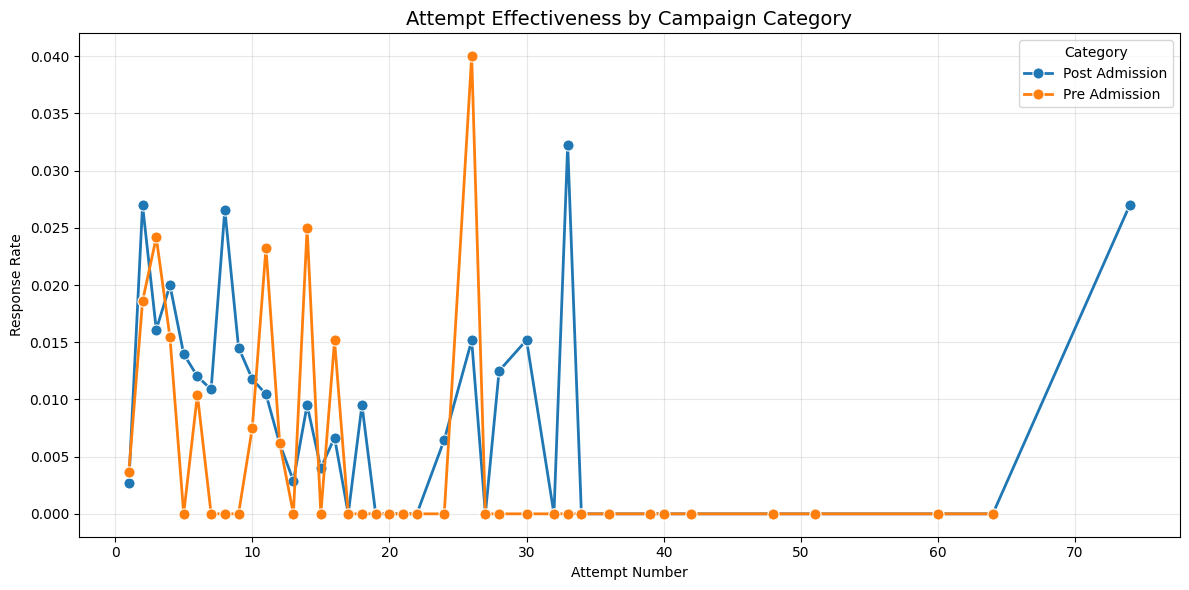 Attempt Effectiveness by Campaign Category
Category
Post Admission
Pre Admission
Response Rate
0.040
0.035
0.030
0.025
0.020
0.015
0.010
0.005
0.000
0 10 20 30 40 50 60 70
Attempt Number